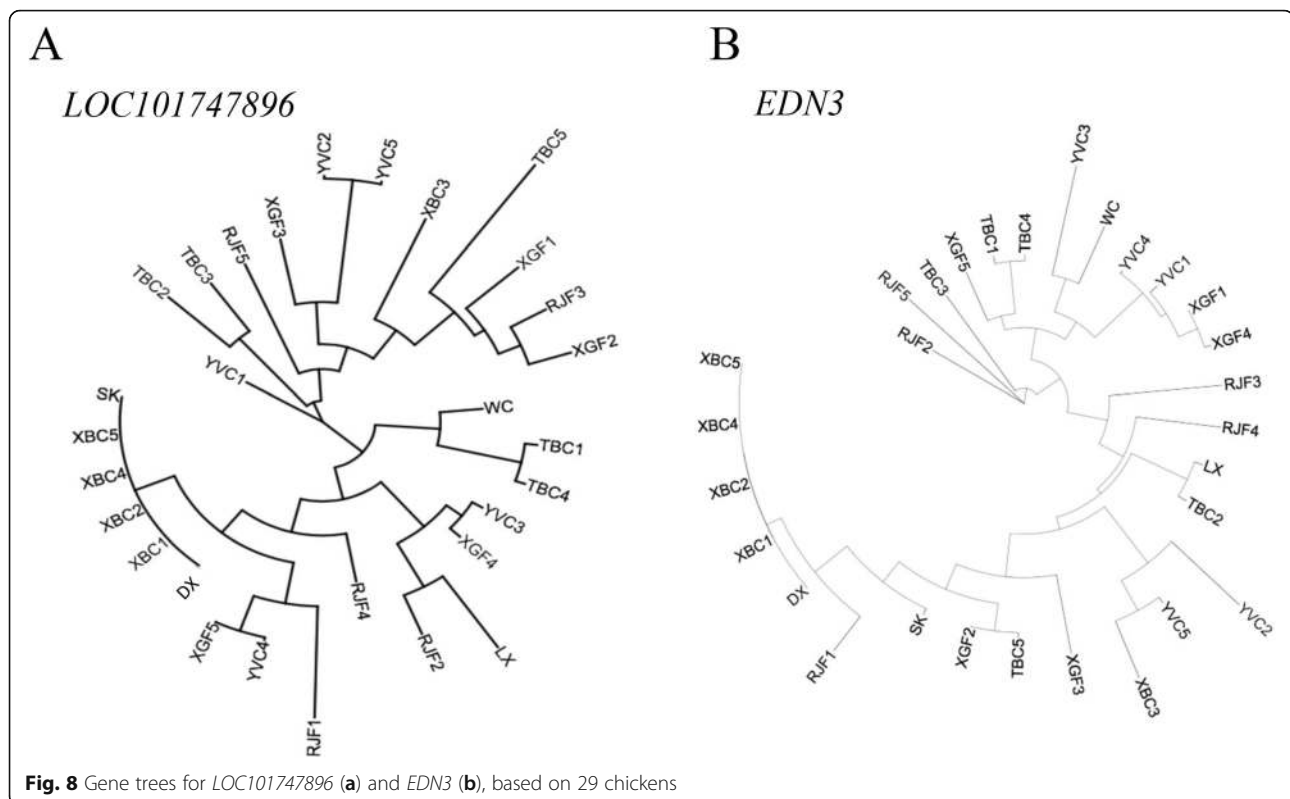 A
LOC101747896
TBC2
TBC3
RJF5
XGF3
YVC2
YVC5
XBC3
TBC5
XGF1
RJF3
XGF2
YVC1
WC
TBC1
TBC4
YVC3
XGF4
LX
RJF2
RJF4
RJF1
YVC4
XGF5
DX
XBC1
XBC2
XBC4
XBC5
SK
B
EDN3
RJF2
RJF5
TBC3
XGF5
TBC1
TBC4
YVC3
WC
YVC4
YVC1
XGF1
XGF4
RJF3
RJF4
LX
TBC2
YVC2
YVC5
XBC3
XGF3
TBC5
XGF2
SK
RJF1
DX
XBC1
XBC2
XBC4
XBC5
Fig. 8 Gene trees for LOC101747896 (a) and EDN3 (b), based on 29 chickens